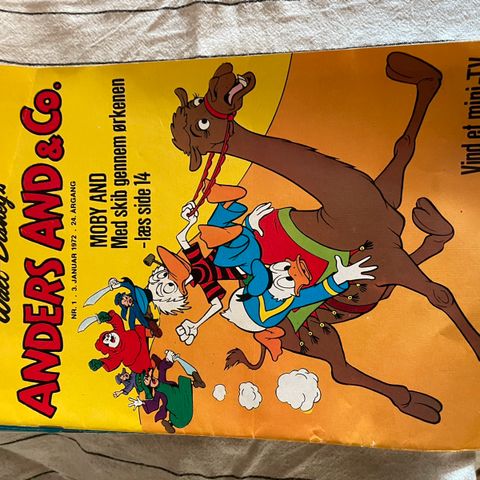 Walt Disney's
ANDERS AND & Co.
NR. 1 . 3. JANUAR 1972 . 24. ÅRGANG
MOBY AND
Med skib gennem ørkenen
-læs side 14
Vind et mini-TV